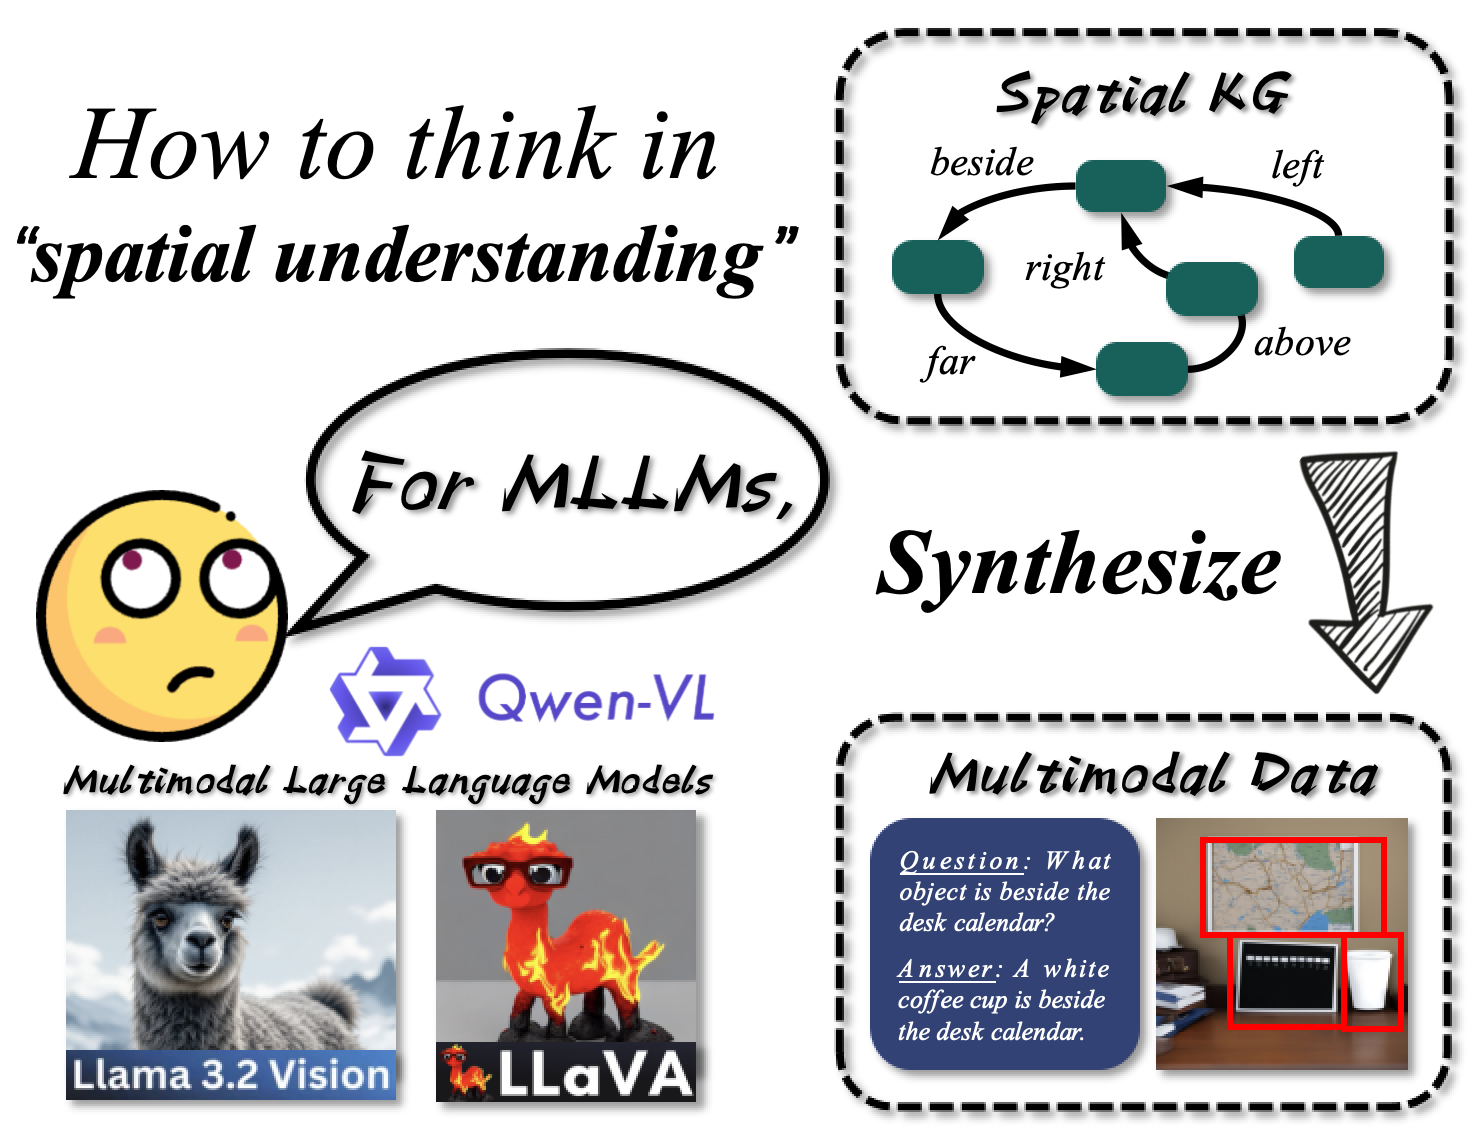 How to think in
“spatial understanding”
For MLLMs,
Qwen-VL
Multimodal Large Language Models
Llama 3.2 Vision
LLaVA
Spatial KG
beside
left
right
far
above
Synthesize
Multimodal Data
Question: What
object is beside the
desk calendar?
Answer: A white
coffee cup is beside
the desk calendar.